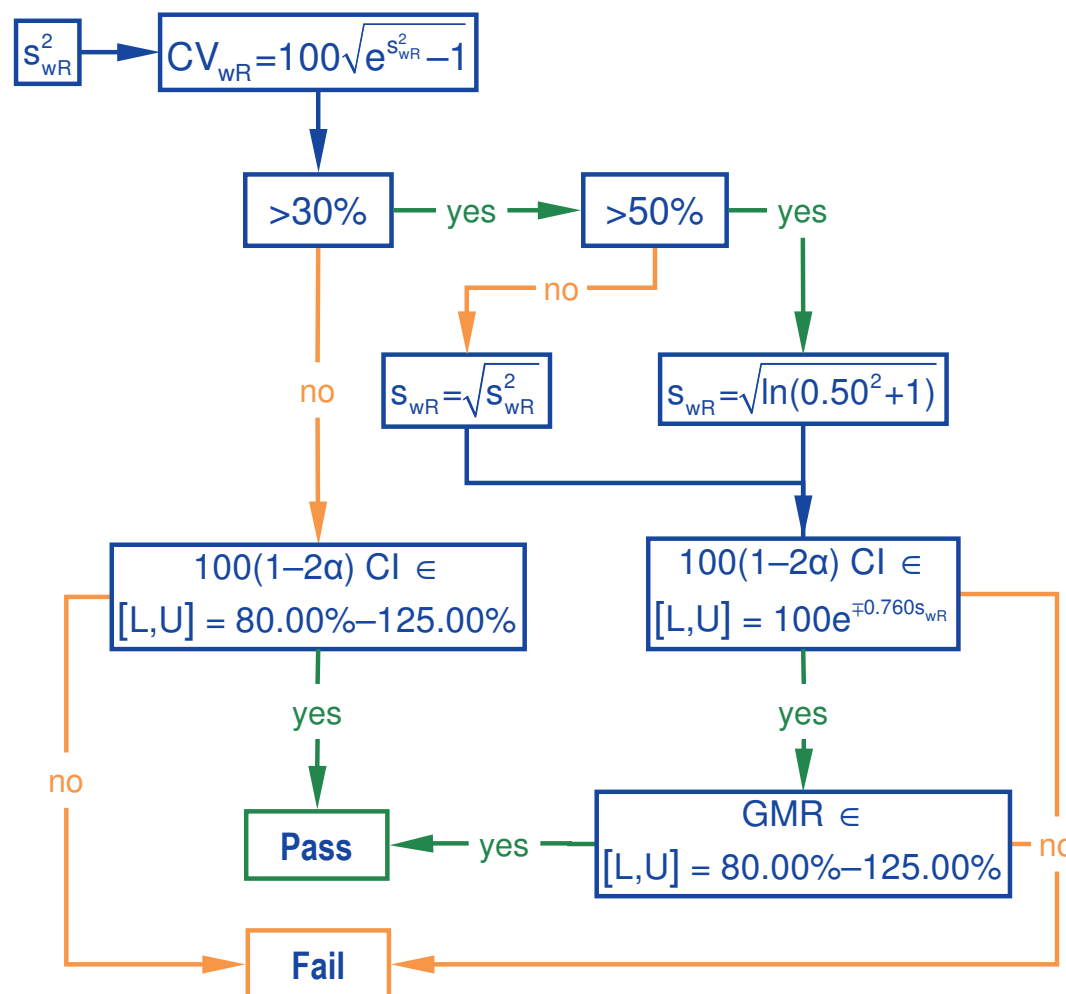 s²wR
CVwR=100√(e^s²wR−1)
>30%
yes
>50%
yes
no
no
swR=√s²wR
swR=√ln(0.50²+1)
100(1–2α) CI ∈
[L,U] = 80.00%–125.00%
100(1–2α) CI ∈
[L,U] = 100e^∓0.760swR
yes
yes
no
GMR ∈
[L,U] = 80.00%–125.00%
Pass
yes
no
Fail